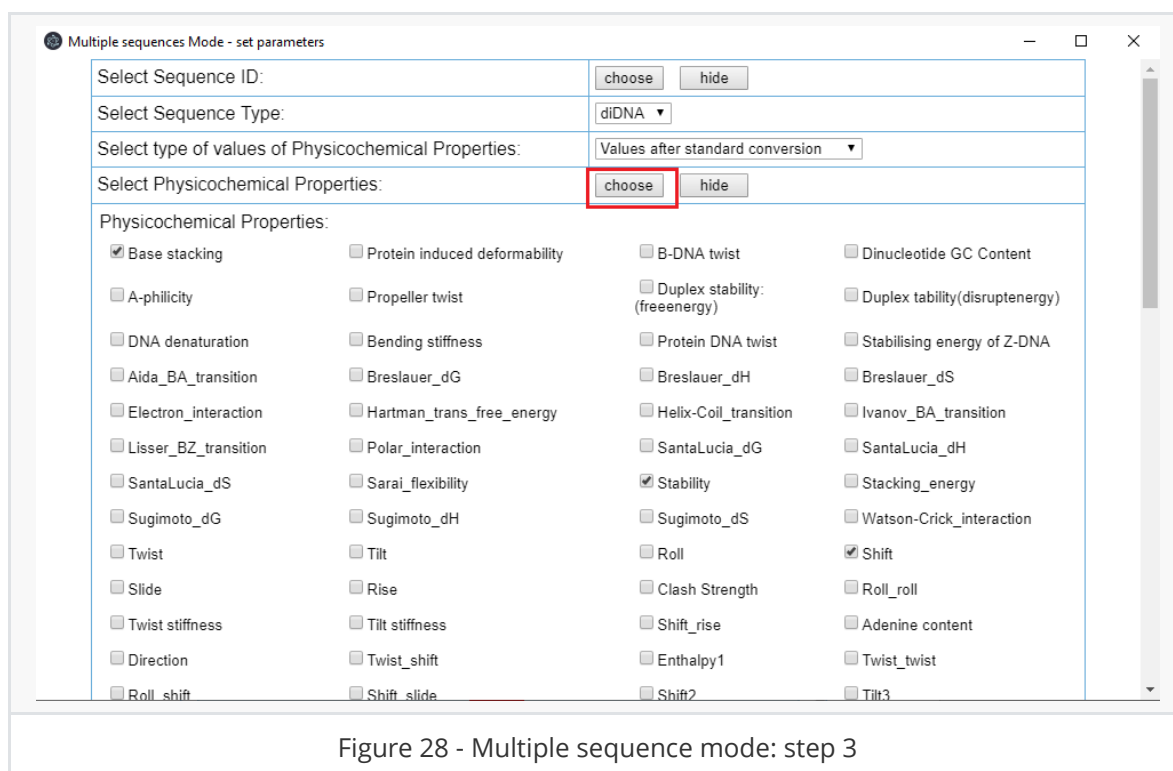 Multiple sequences Mode - set parameters
Select Sequence ID: choose hide
Select Sequence Type: diDNA
Select type of values of Physicochemical Properties: Values after standard conversion
Select Physicochemical Properties: choose hide
Physicochemical Properties:
Base stacking Protein induced deformability B-DNA twist Dinucleotide GC Content
A-philicity Propeller twist Duplex stability:(freeenergy) Duplex tability(disruptenergy)
DNA denaturation Bending stiffness Protein DNA twist Stabilising energy of Z-DNA
Aida_BA_transition Breslauer_dG Breslauer_dH Breslauer_dS
Electron_interaction Hartman_trans_free_energy Helix-Coil_transition Ivanov_BA_transition
Lisser_BZ_transition Polar_interaction SantaLucia_dG SantaLucia_dH
SantaLucia_dS Sarai_flexibility Stability Stacking_energy
Sugimoto_dG Sugimoto_dH Sugimoto_dS Watson-Crick_interaction
Twist Tilt Roll Shift
Slide Rise Clash Strength Roll_roll
Twist stiffness Tilt stiffness Shift_rise Adenine content
Direction Twist_shift Enthalpy1 Twist_twist
Roll_shift Shift_slide Shift2 Tilt3
Figure 28 - Multiple sequence mode: step 3